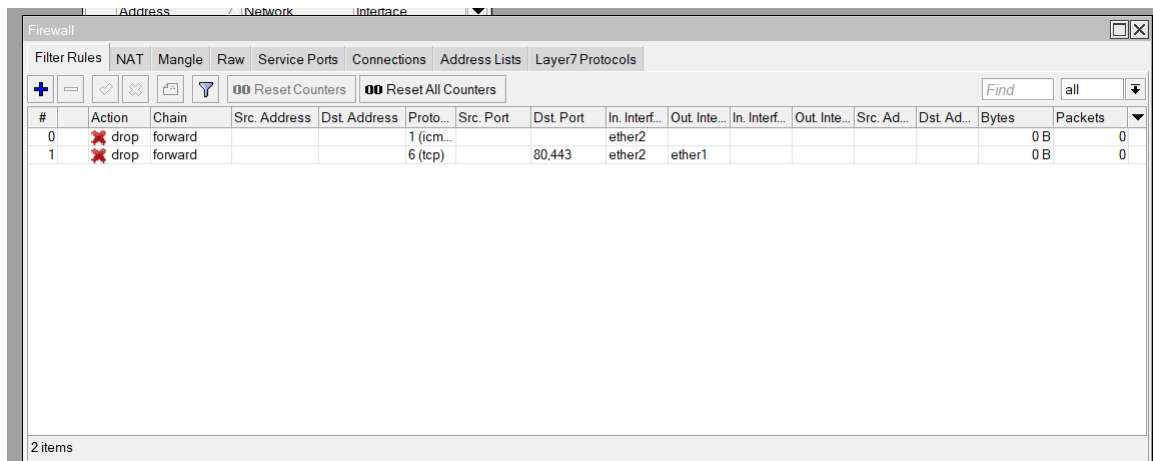 Address / Network Interface
Firewall
Filter Rules NAT Mangle Raw Service Ports Connections Address Lists Layer7 Protocols
00 Reset Counters 00 Reset All Counters Find all
# Action Chain Src. Address Dst. Address Proto... Src. Port Dst. Port In. Interf... Out. Inte... In. Interf... Out. Inte... Src. Ad... Dst. Ad... Bytes Packets
0 drop forward 1 (icm... ether2 0 B 0
1 drop forward 6 (tcp) 80,443 ether2 ether1 0 B 0
2 items